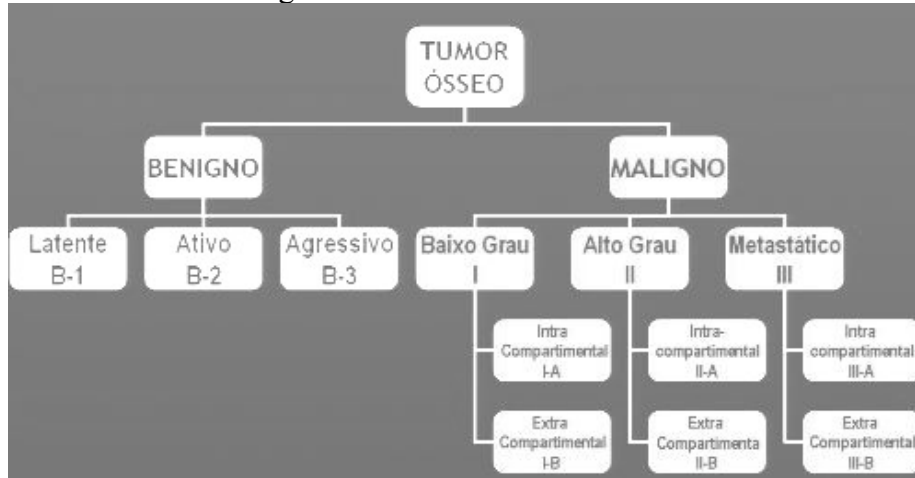 TUMOR
ÓSSEO
BENIGNO
MALIGNO
Latente
B-1
Ativo
B-2
Agressivo
B-3
Baixo Grau
I
Alto Grau
II
Metastático
III
Intra
Compartimental
I-A
Intra-
compartimental
II-A
Intra
compartimental
III-A
Extra
Compartimental
I-B
Extra
Compartimenta
II-B
Extra
Compartimental
III-B